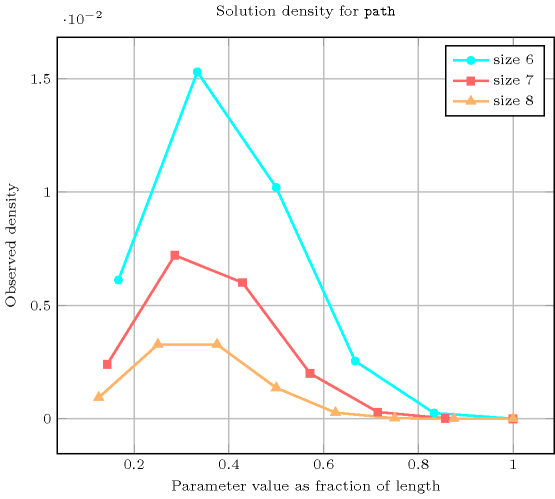 Solution density for path
·10⁻²
size 6
size 7
size 8
1.5
1
0.5
0
Observed density
0.2 0.4 0.6 0.8 1
Parameter value as fraction of length